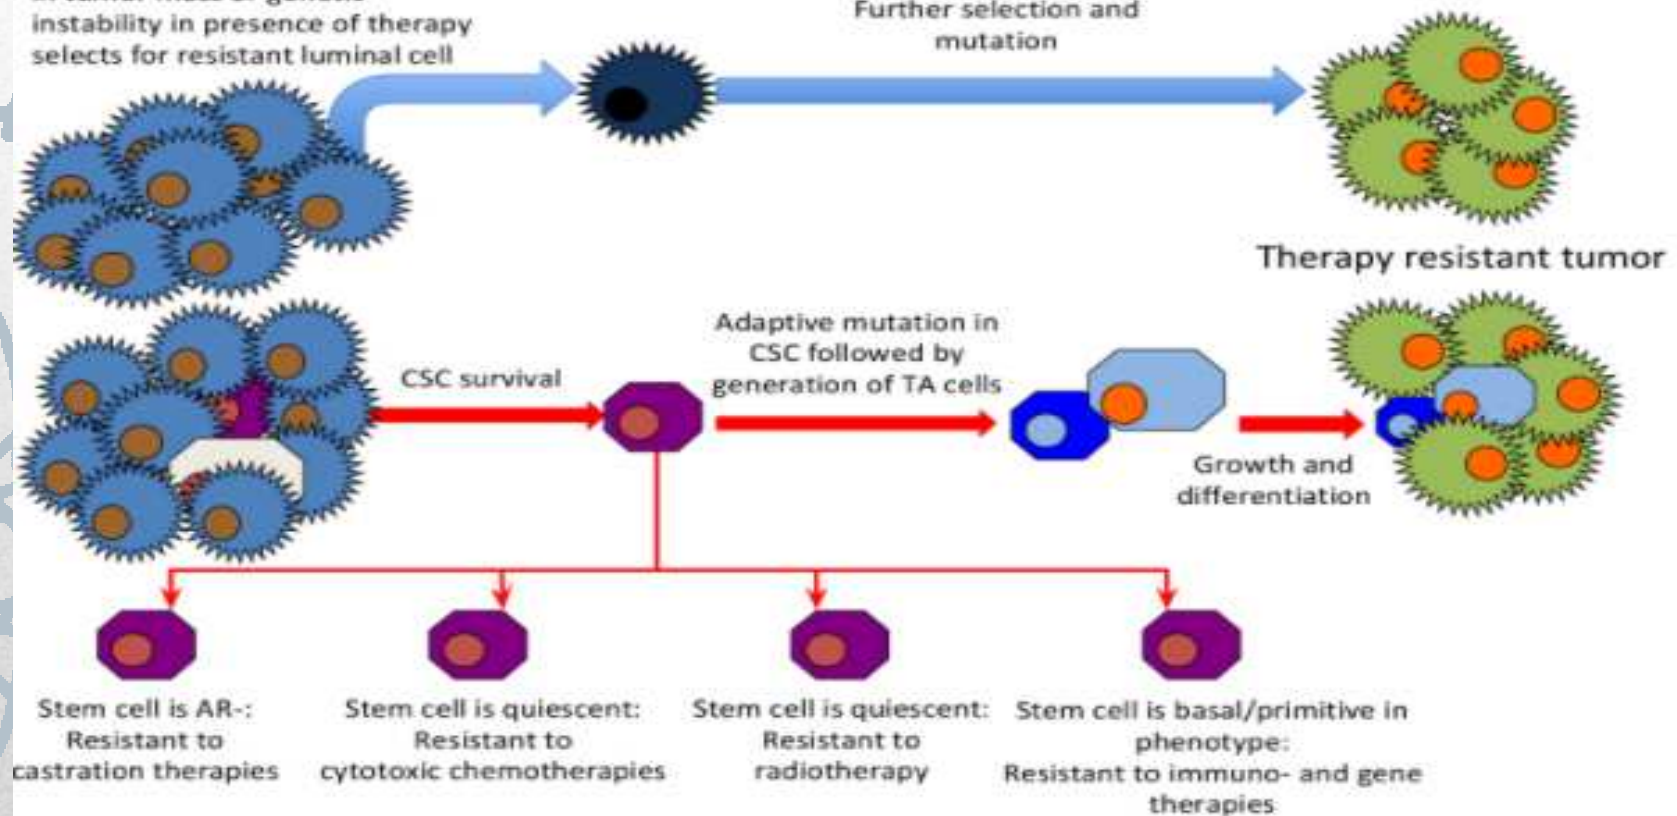 instability in presence of therapy
selects for resistant luminal cell
Further selection and
mutation
Therapy resistant tumor
CSC survival
Adaptive mutation in
CSC followed by
generation of TA cells
Growth and
differentiation
Stem cell is AR-:
Resistant to
castration therapies
Stem cell is quiescent:
Resistant to
cytotoxic chemotherapies
Stem cell is quiescent:
Resistant to
radiotherapy
Stem cell is basal/primitive in
phenotype:
Resistant to immuno- and gene
therapies